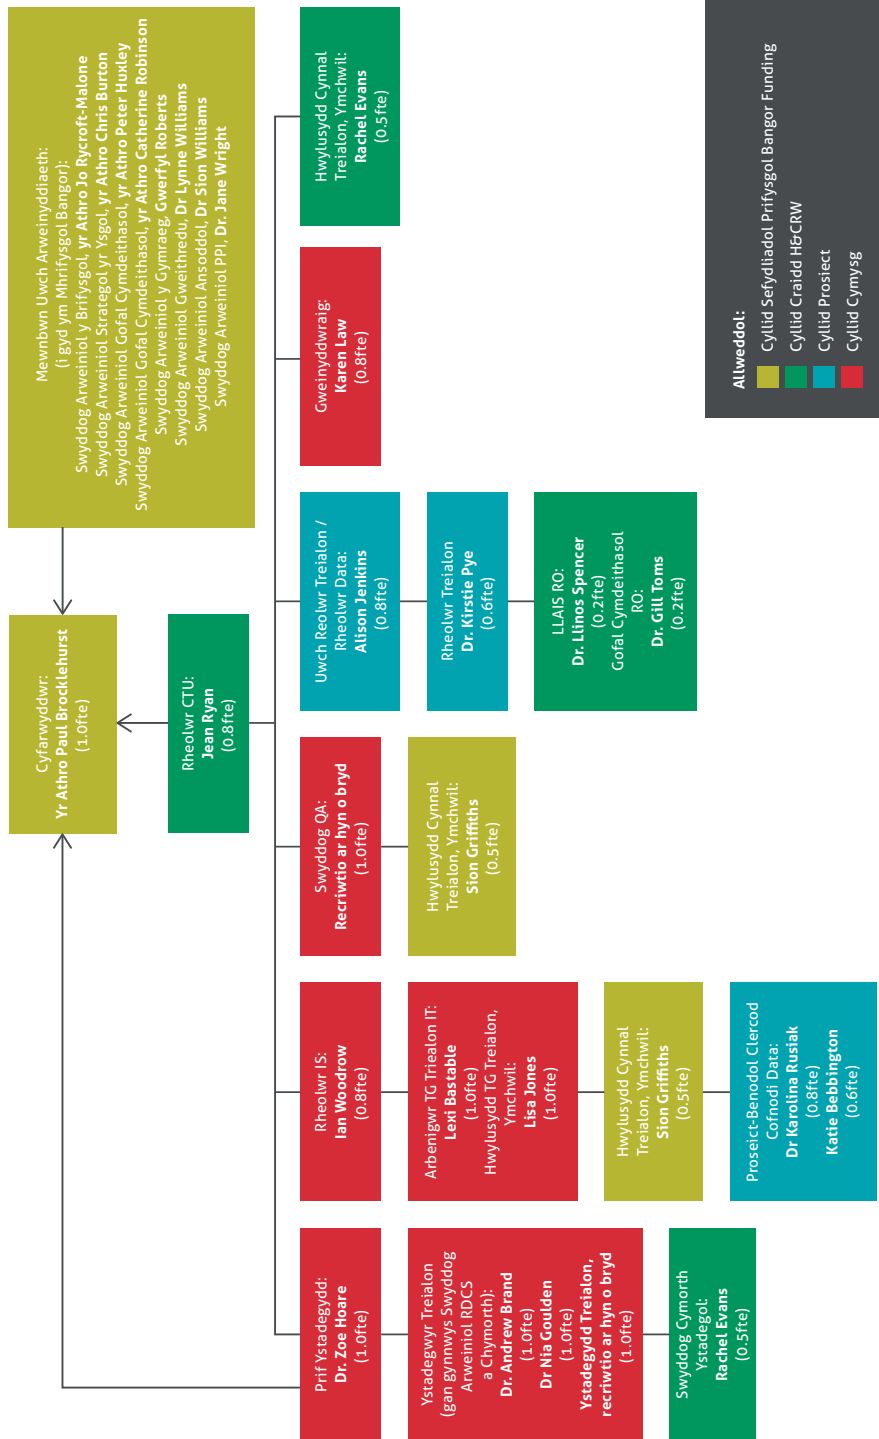 Mewnbwn Uwch Arweinyddiaeth:
(i gyd ym Mhrifysgol Bangor):
Swyddog Arweiniol y Brifysgol, yr Athro Jo Rycroft-Malone
Swyddog Arweiniol Strategol yr Ysgol, yr Athro Chris Burton
Swyddog Arweiniol Gofal Cymdeithasol, yr Athro Peter Huxley
Swyddog Arweiniol Gofal Cymdeithasol, yr Athro Catherine Robinson
Swyddog Arweiniol y Gymraeg, Gwerfyl Roberts
Swyddog Arweiniol Gweithredu, Dr Lynne Williams
Swyddog Arweiniol Ansoddol, Dr Sion Williams
Swyddog Arweiniol PPI, Dr. Jane Wright
Cyfarwyddwr:
Yr Athro Paul Brocklehurst
(1.0fte)
Rheolwr CTU:
Jean Ryan
(0.8fte)
Prif Ystadegydd:
Dr. Zoe Hoare
(1.0fte)
Ystadegwyr Treialon
(gan gynnwys Swyddog
Arweiniol RDCS
a Chymorth):
Dr. Andrew Brand
(1.0fte)
Dr Nia Goulden
(1.0fte)
Ystadegydd Treialon,
recriwtio ar hyn o bryd
(1.0fte)
Swyddog Cymorth
Ystadegol:
Rachel Evans
(0.5fte)
Rheolwr IS:
Ian Woodrow
(0.8fte)
Arbenigwr TG Triealon IT:
Lexi Bastable
(1.0fte)
Hwylusydd TG Treialon,
Ymchwil:
Lisa Jones
(1.0fte)
Hwylusydd Cynnal
Treialon, Ymchwil:
Sion Griffiths
(0.5fte)
Proseict-Benodol Clercod
Cofnodi Data:
Dr Karolina Rusiak
(0.8fte)
Katie Bebbington
(0.6fte)
Swyddog QA:
Recriwtio ar hyn o bryd
(1.0fte)
Hwylusydd Cynnal
Treialon, Ymchwil:
Sion Griffiths
(0.5fte)
Uwch Reolwr Treialon /
Rheolwr Data:
Alison Jenkins
(0.8fte)
Rheolwr Treialon
Dr. Kirstie Pye
(0.6fte)
LLAIS RO:
Dr. Llinos Spencer
(0.2fte)
Gofal Cymdeithasol
RO:
Dr. Gill Toms
(0.2fte)
Gweinyddwraig:
Karen Law
(0.8fte)
Hwylusydd Cynnal
Treialon, Ymchwil:
Rachel Evans
(0.5fte)
Allweddol:
Cyllid Sefydliadol Prifysgol Bangor Funding
Cyllid Craidd H&CRW
Cyllid Prosiect
Cyllid Cymysg